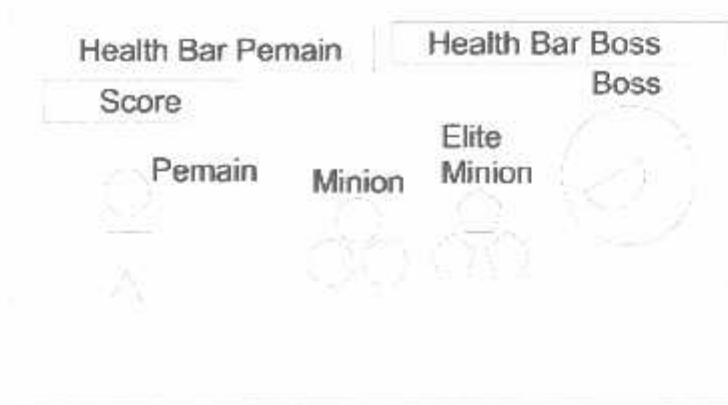 Health Bar Pemain
Health Bar Boss
Score
Boss
Pemain
Minion
Elite
Minion